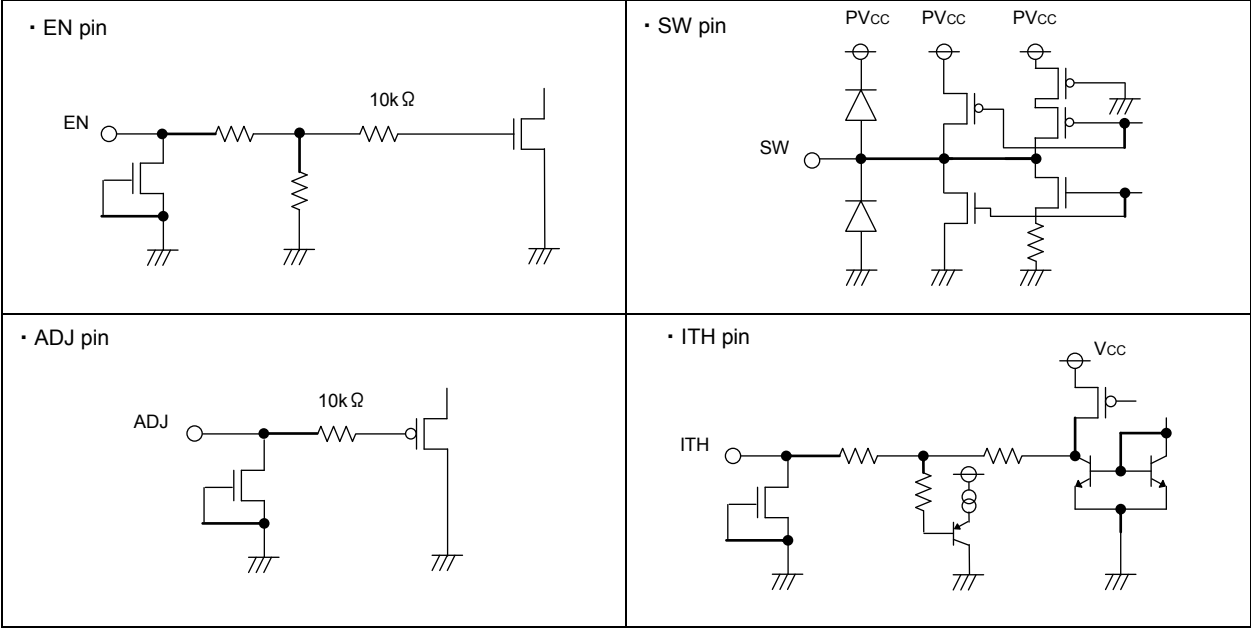 ・EN pin
EN
10kΩ
・SW pin
PVCC PVCC PVCC
SW
・ADJ pin
ADJ
10kΩ
・ITH pin
VCC
ITH